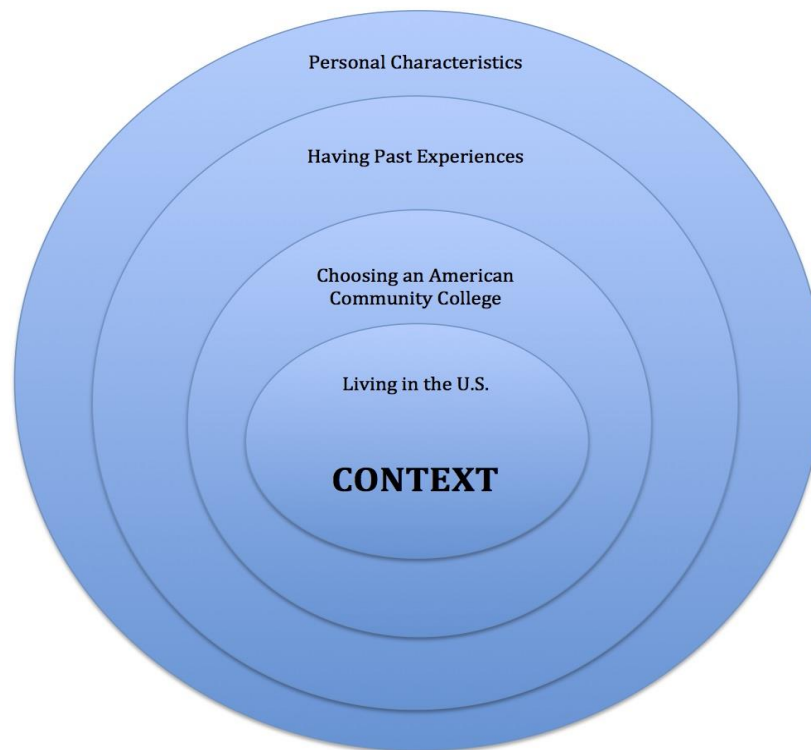 Personal Characteristics
Having Past Experiences
Choosing an American
Community College
Living in the U.S.
CONTEXT